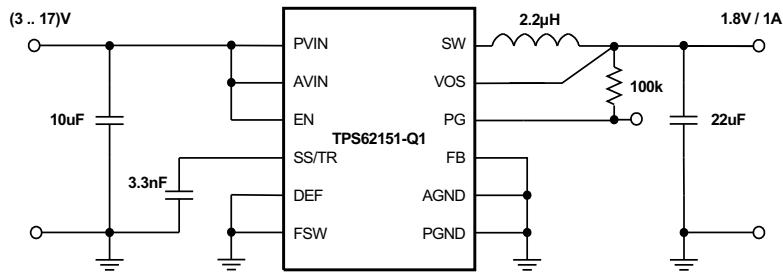 (3 .. 17)V
2.2µH
1.8V / 1A
PVIN
SW
AVIN
VOS
100k
10uF
EN
PG
22uF
TPS62151-Q1
SS/TR
FB
3.3nF
DEF
AGND
FSW
PGND